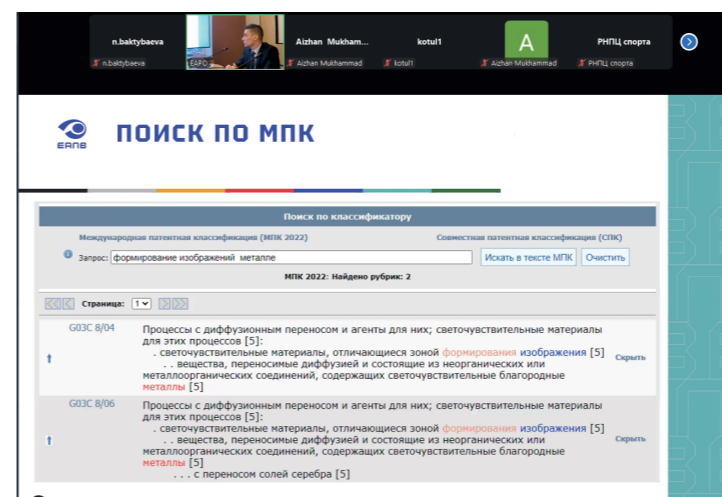 n.baktybaeva
Aizhan Mukham...
kotul1
A
РНПЦ спорта
n.baktybaeva
EAPO
Aizhan Mukhammad
kotul1
Aizhan Mukhammad
РНПЦ спорта
ЕАПВ
ПОИСК ПО МПК
Поиск по классификатору
Международная патентная классификация (МПК 2022)
Совместная патентная классификация (СПК)
Запрос: формирование изображений металле
Искать в тексте МПК
Очистить
МПК 2022: Найдено рубрик: 2
Страница: 1
G03C 8/04
Процессы с диффузионным переносом и агенты для них; светочувствительные материалы
для этих процессов [5]:
. светочувствительные материалы, отличающиеся зоной формирования изображения [5]
. . вещества, переносимые диффузией и состоящие из неорганических или
металлоорганических соединений, содержащих светочувствительные благородные
металлы [5]
Скрыть
G03C 8/06
Процессы с диффузионным переносом и агенты для них; светочувствительные материалы
для этих процессов [5]:
. светочувствительные материалы, отличающиеся зоной формирования изображения [5]
. . вещества, переносимые диффузией и состоящие из неорганических или
металлоорганических соединений, содержащих светочувствительные благородные
металлы [5]
. . . с переносом солей серебра [5]
Скрыть